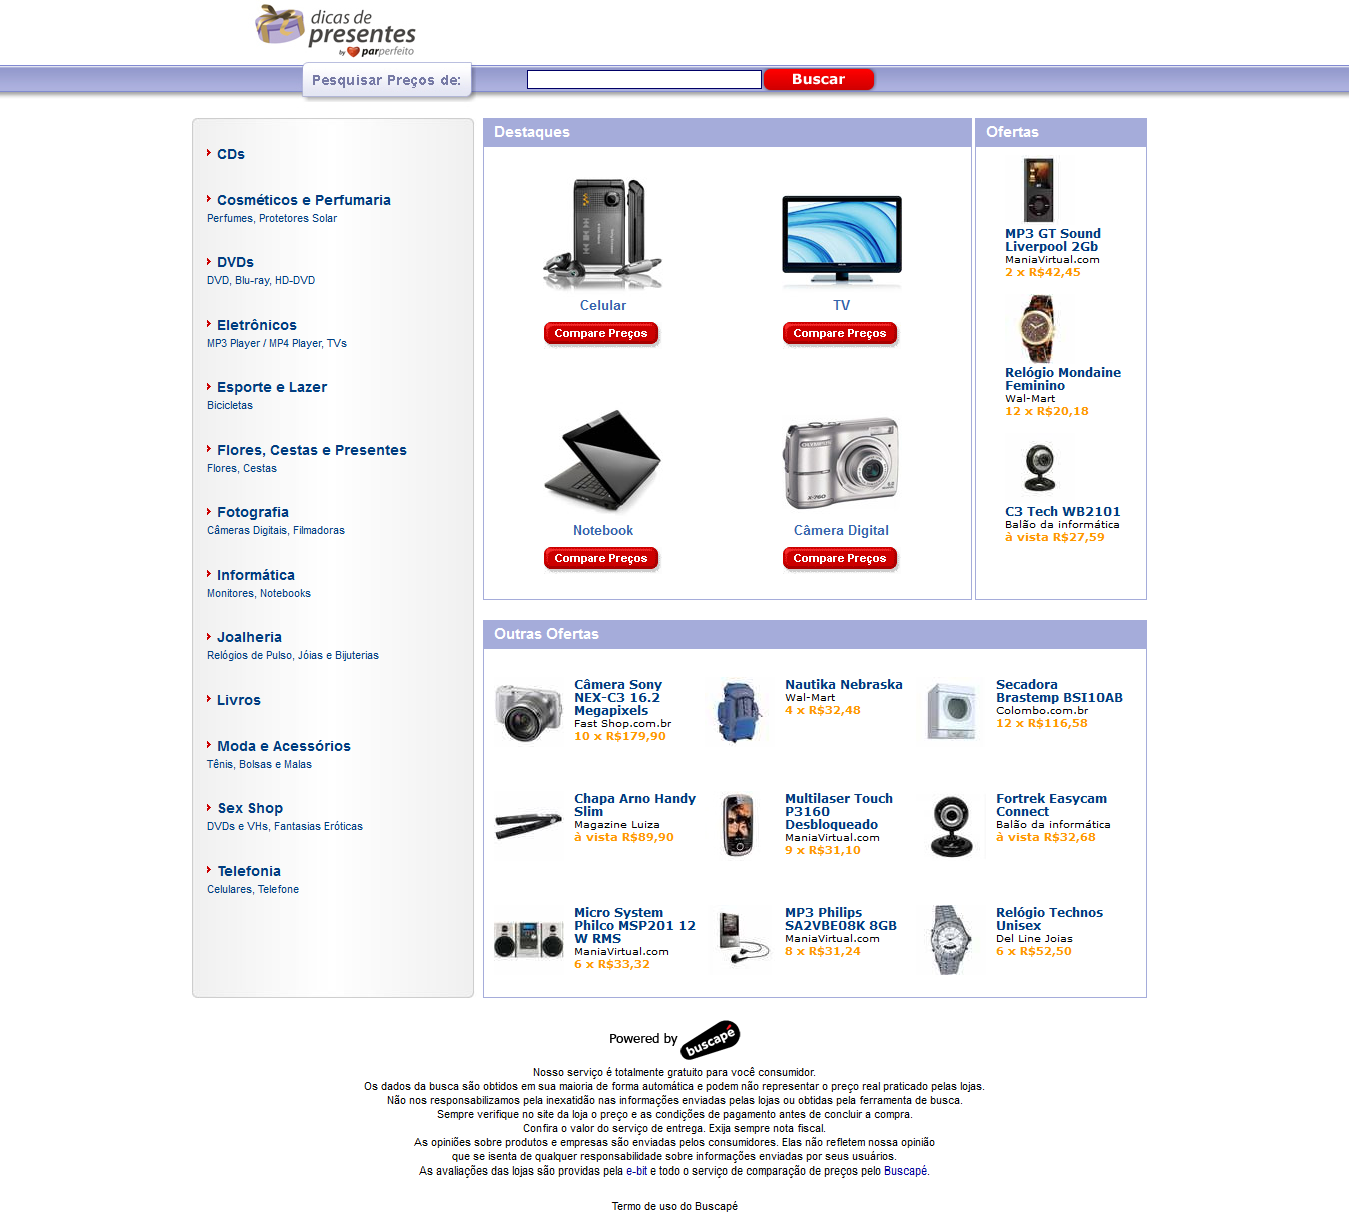 dicas de
presentes
by parperfeito
Pesquisar Preços de:
Buscar
CDs
Cosméticos e Perfumaria
Perfumes, Protetores Solar
DVDs
DVD, Blu-ray, HD-DVD
Eletrônicos
MP3 Player / MP4 Player, TVs
Esporte e Lazer
Bicicletas
Flores, Cestas e Presentes
Flores, Cestas
Fotografia
Câmeras Digitais, Filmadoras
Informática
Monitores, Notebooks
Joalheria
Relógios de Pulso, Jóias e Bijuterias
Livros
Moda e Acessórios
Tênis, Bolsas e Malas
Sex Shop
DVDs e VHs, Fantasias Eróticas
Telefonia
Celulares, Telefone
Destaques
Celular
Compare Preços
TV
Compare Preços
OLYMPUS
X-760
Notebook
Compare Preços
Câmera Digital
Compare Preços
Ofertas
MP3 GT Sound
Liverpool 2Gb
ManiaVirtual.com
2 x R$42,45
Relógio Mondaine
Feminino
Wal-Mart
12 x R$20,18
C3 Tech WB2101
Balão da informática
à vista R$27,59
Outras Ofertas
Câmera Sony
NEX-C3 16.2
Megapixels
Fast Shop.com.br
10 x R$179,90
Nautika Nebraska
Wal-Mart
4 x R$32,48
Secadora
Brastemp BSI10AB
Colombo.com.br
12 x R$116,58
Chapa Arno Handy
Slim
Magazine Luiza
à vista R$89,90
Multilaser Touch
P3160
Desbloqueado
ManiaVirtual.com
9 x R$31,10
Fortrek Easycam
Connect
Balão da informática
à vista R$32,68
Micro System
Philco MSP201 12
W RMS
ManiaVirtual.com
6 x R$33,32
MP3 Philips
SA2VBE08K 8GB
ManiaVirtual.com
8 x R$31,24
Relógio Technos
Unisex
Del Line Joias
6 x R$52,50
Powered by buscapé
Nosso serviço é totalmente gratuito para você consumidor.
Os dados da busca são obtidos em sua maioria de forma automática e podem não representar o preço real praticado pelas lojas.
Não nos responsabilizamos pela inexatidão nas informações enviadas pelas lojas ou obtidas pela ferramenta de busca.
Sempre verifique no site da loja o preço e as condições de pagamento antes de concluir a compra.
Confira o valor do serviço de entrega. Exija sempre nota fiscal.
As opiniões sobre produtos e empresas são enviadas pelos consumidores. Elas não refletem nossa opinião
que se isenta de qualquer responsabilidade sobre informações enviadas por seus usuários.
As avaliações das lojas são providas pela e-bit e todo o serviço de comparação de preços pelo Buscapé.
Termo de uso do Buscapé